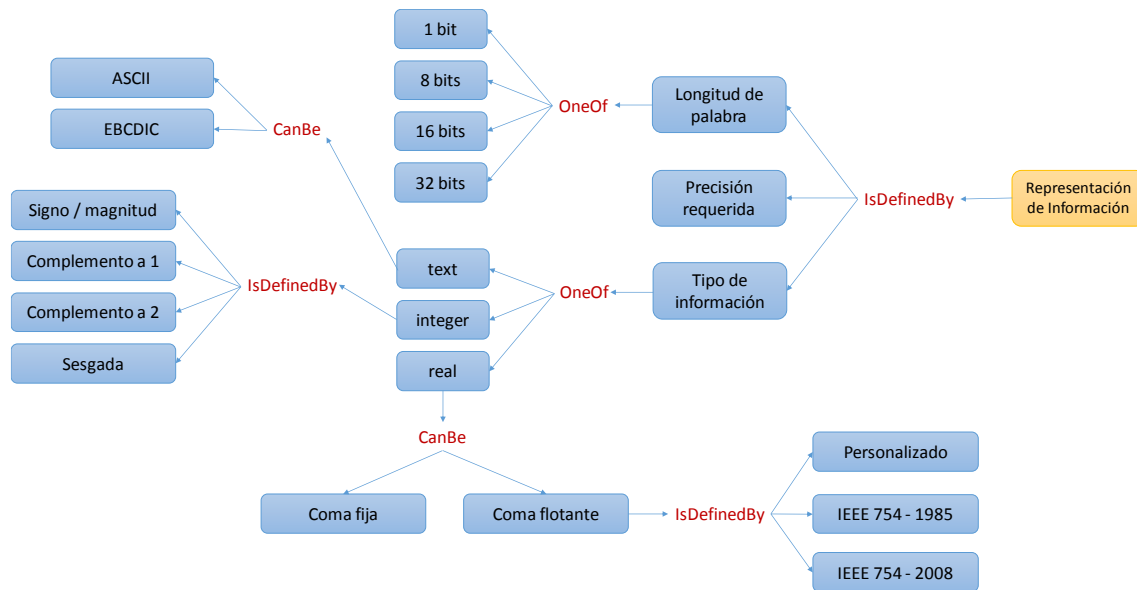 1 bit
ASCII
8 bits
OneOf
Longitud de
palabra
EBCDIC
CanBe
16 bits
32 bits
Signo / magnitud
Precisión
requerida
IsDefinedBy
Representación
de Información
Complemento a 1
text
IsDefinedBy
OneOf
Tipo de
información
Complemento a 2
integer
Sesgada
real
CanBe
Personalizado
Coma fija
Coma flotante
IsDefinedBy
IEEE 754 - 1985
IEEE 754 - 2008